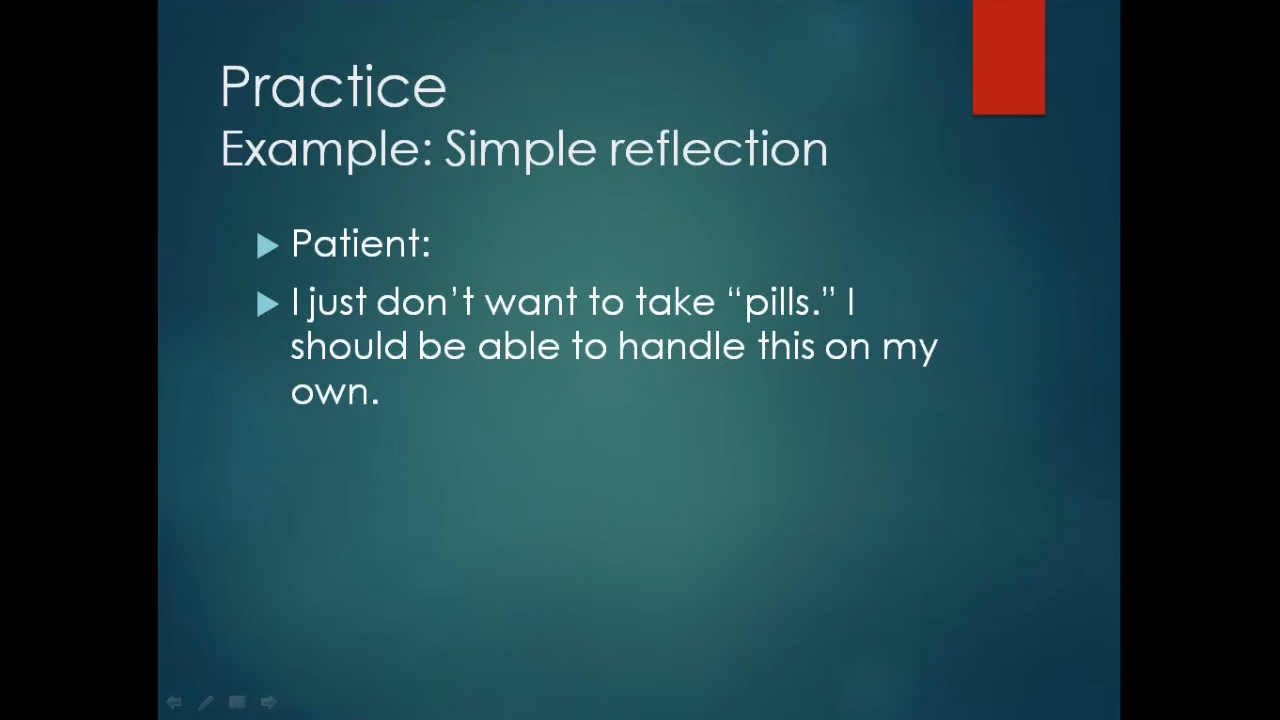 Practice
Example: Simple reflection
Patient:
I just don’t want to take “pills.” I
should be able to handle this on my
own.